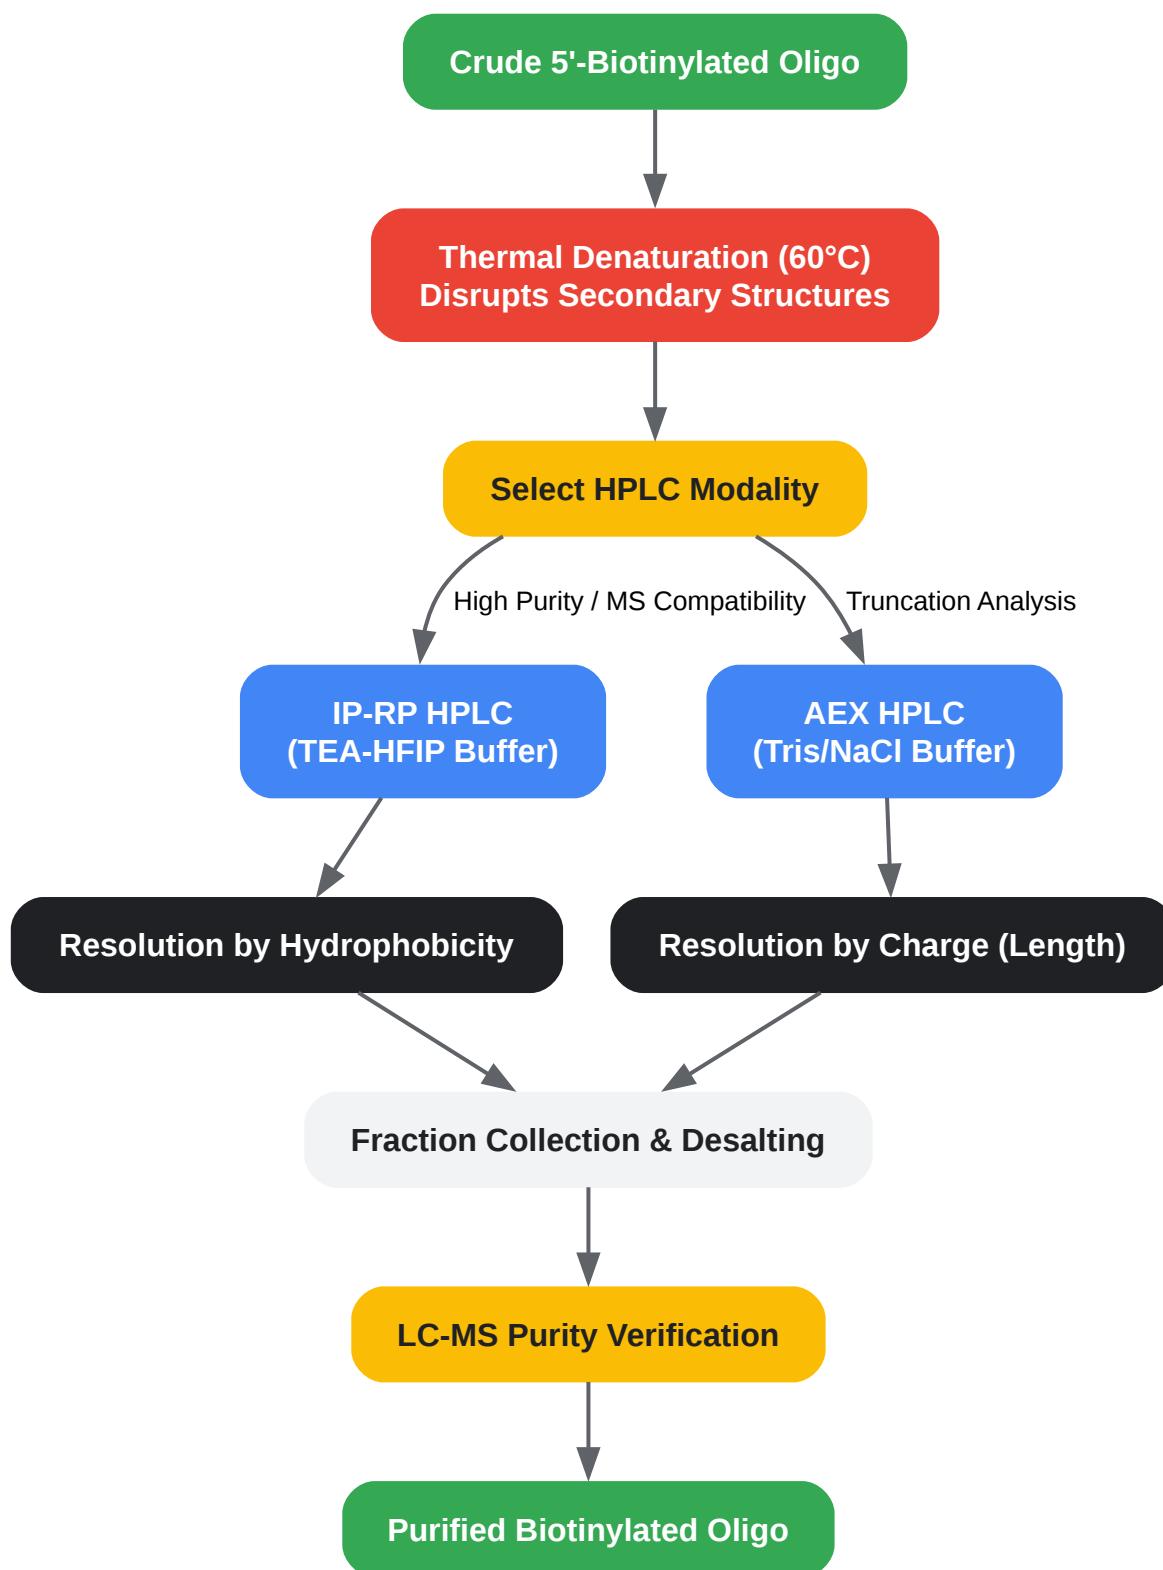 Crude 5'-Biotinylated Oligo
Thermal Denaturation (60°C)
Disrupts Secondary Structures
Select HPLC Modality
High Purity / MS Compatibility
Truncation Analysis
IP-RP HPLC
(TEA-HFIP Buffer)
AEX HPLC
(Tris/NaCl Buffer)
Resolution by Hydrophobicity
Resolution by Charge (Length)
Fraction Collection & Desalting
LC-MS Purity Verification
Purified Biotinylated Oligo